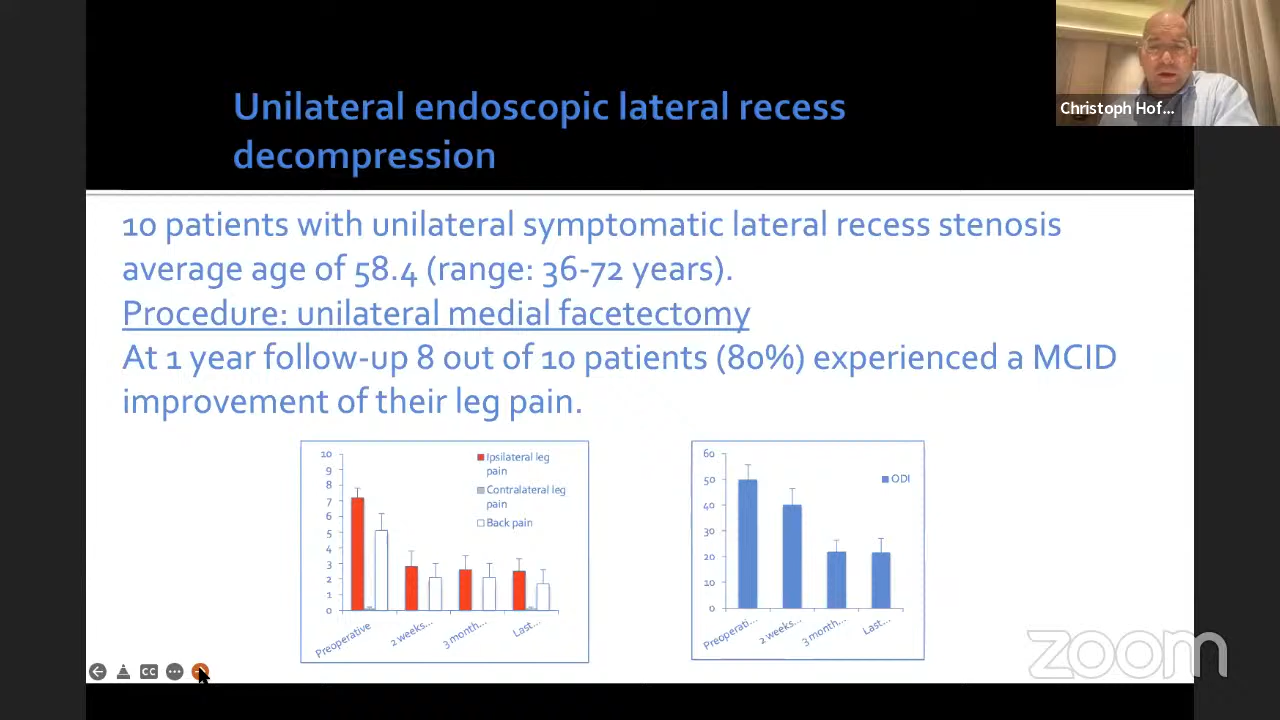 Unilateral endoscopic lateral recess
decompression
Christoph Hof...
10 patients with unilateral symptomatic lateral recess stenosis
average age of 58.4 (range: 36-72 years).
Procedure: unilateral medial facetectomy
At 1 year follow-up 8 out of 10 patients (80%) experienced a MCID
improvement of their leg pain.
10
9
8
7
6
5
4
3
2
1
0
Ipsilateral leg
pain
Contralateral leg
pain
Back pain
Preoperative
2 weeks...
3 month...
Last...
60
50
40
30
20
10
0
ODI
Preoperati...
2 weeks...
3 month...
Last...
CC
zoom